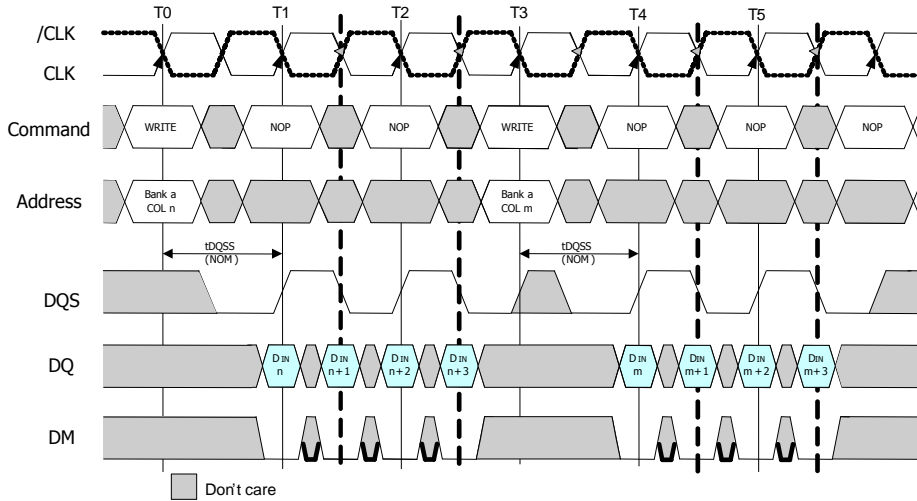 T0 T1 T2 T3 T4 T5
/CLK
CLK
Command WRITE NOP NOP WRITE NOP NOP NOP
Address Bank a Bank a
COL n COL m
tDQSS tDQSS
(NOM) (NOM)
DQS
DQ D IN D IN D IN D IN D IN DIN D IN DIN
n n+1 n+2 n+3 m m+1 m+2 m+3
DM
Don't care